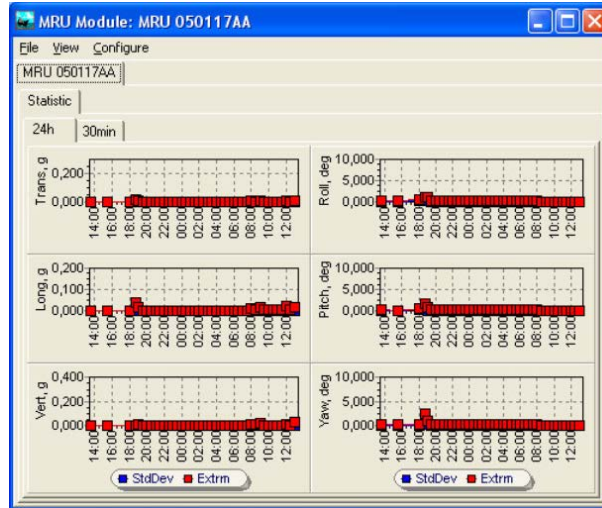 MRU Module: MRU 050117AA
File View Configure
MRU 050117AA
Statistic
24h 30min
Trans, g
0,200
0,000
14:00 16:00 18:00 20:00 22:00 00:00 02:00 04:00 06:00 08:00 10:00 12:00
Roll, deg
10,000
5,000
0,000
14:00 16:00 18:00 20:00 22:00 00:00 02:00 04:00 06:00 08:00 10:00 12:00
Long, g
0,200
0,100
0,000
14:00 16:00 18:00 20:00 22:00 00:00 02:00 04:00 06:00 08:00 10:00 12:00
Pitch, deg
10,000
5,000
0,000
14:00 16:00 18:00 20:00 22:00 00:00 02:00 04:00 06:00 08:00 10:00 12:00
Vert, g
0,400
0,200
0,000
14:00 16:00 18:00 20:00 22:00 00:00 02:00 04:00 06:00 08:00 10:00 12:00
Yaw, deg
10,000
5,000
0,000
14:00 16:00 18:00 20:00 22:00 00:00 02:00 04:00 06:00 08:00 10:00 12:00
StdDev Extrm
StdDev Extrm